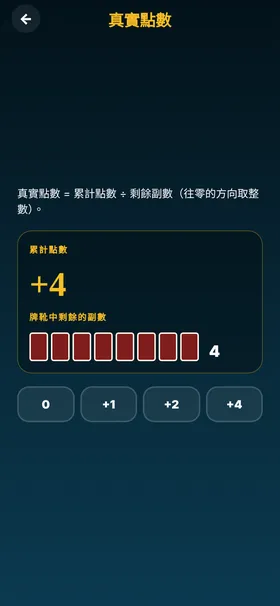 真實點數
真實點數 = 累計點數 ÷ 剩餘副數（往零的方向取整
數）。
累計點數
+4
牌靴中剩餘的副數
4
0
+1
+2
+4